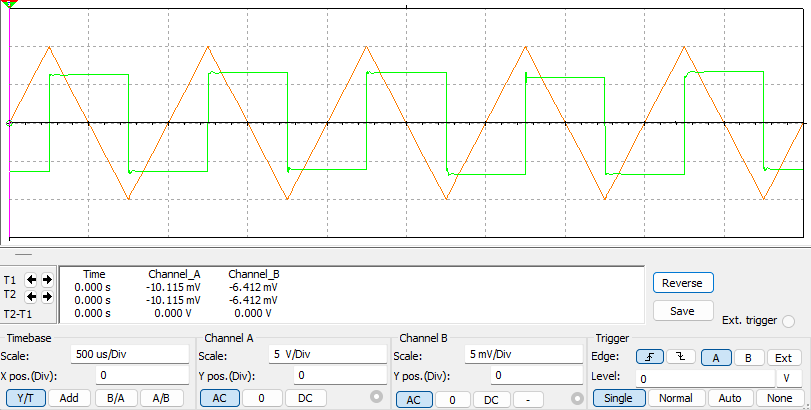 Time Channel_A Channel_B
T1 0.000 s -10.115 mV -6.412 mV
T2 0.000 s -10.115 mV -6.412 mV
T2-T1 0.000 s 0.000 V 0.000 V
Reverse
Save
Ext. trigger
Timebase Channel A Channel B Trigger
Scale: 500 us/Div Scale: 5 V/Div Scale: 5 mV/Div Edge: A B Ext
X pos.(Div): 0 Y pos.(Div): 0 Y pos.(Div): 0 Level: 0 V
Y/T Add B/A A/B AC 0 DC AC 0 DC - Single Normal Auto None